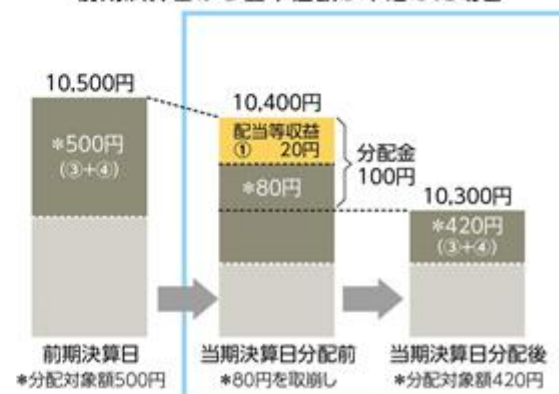 10,500円
*500円
(③+④)
前期決算日
*分配対象額500円
10,400円
配当等収益
① 20円
*80円
分配金
100円
当期決算日分配前
*80円を取崩し
10,300円
*420円
(③+④)
当期決算日分配後
*分配対象額420円